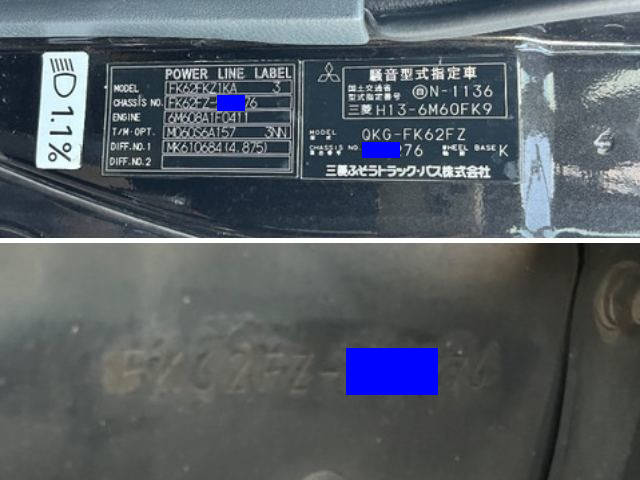 1.1%
POWER LINE LABEL
MODEL FK62FKZ1KA 3
CHASSIS NO. FK62FZ- 76
ENGINE 6M608A1F0411
T/M・OPT. M060S6A157 3NN
DIFF.NO.1 MK610684(4.875)
DIFF.NO.2
騒音型式指定車
国土交通省
型式指定番号 N-1136
三菱 H13-6M60FK9
MODEL QKG-FK62FZ
CHASSIS NO. 76 WHEEL BASE K
三菱ふそうトラック・バス株式会社
FK62FZ- 76